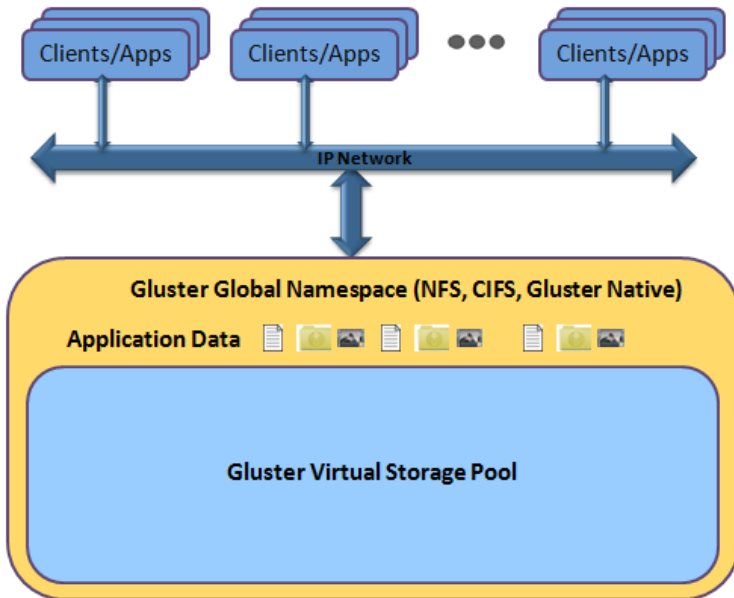 Clients/Apps Clients/Apps Clients/Apps
IP Network
Gluster Global Namespace (NFS, CIFS, Gluster Native)
Application Data
Gluster Virtual Storage Pool